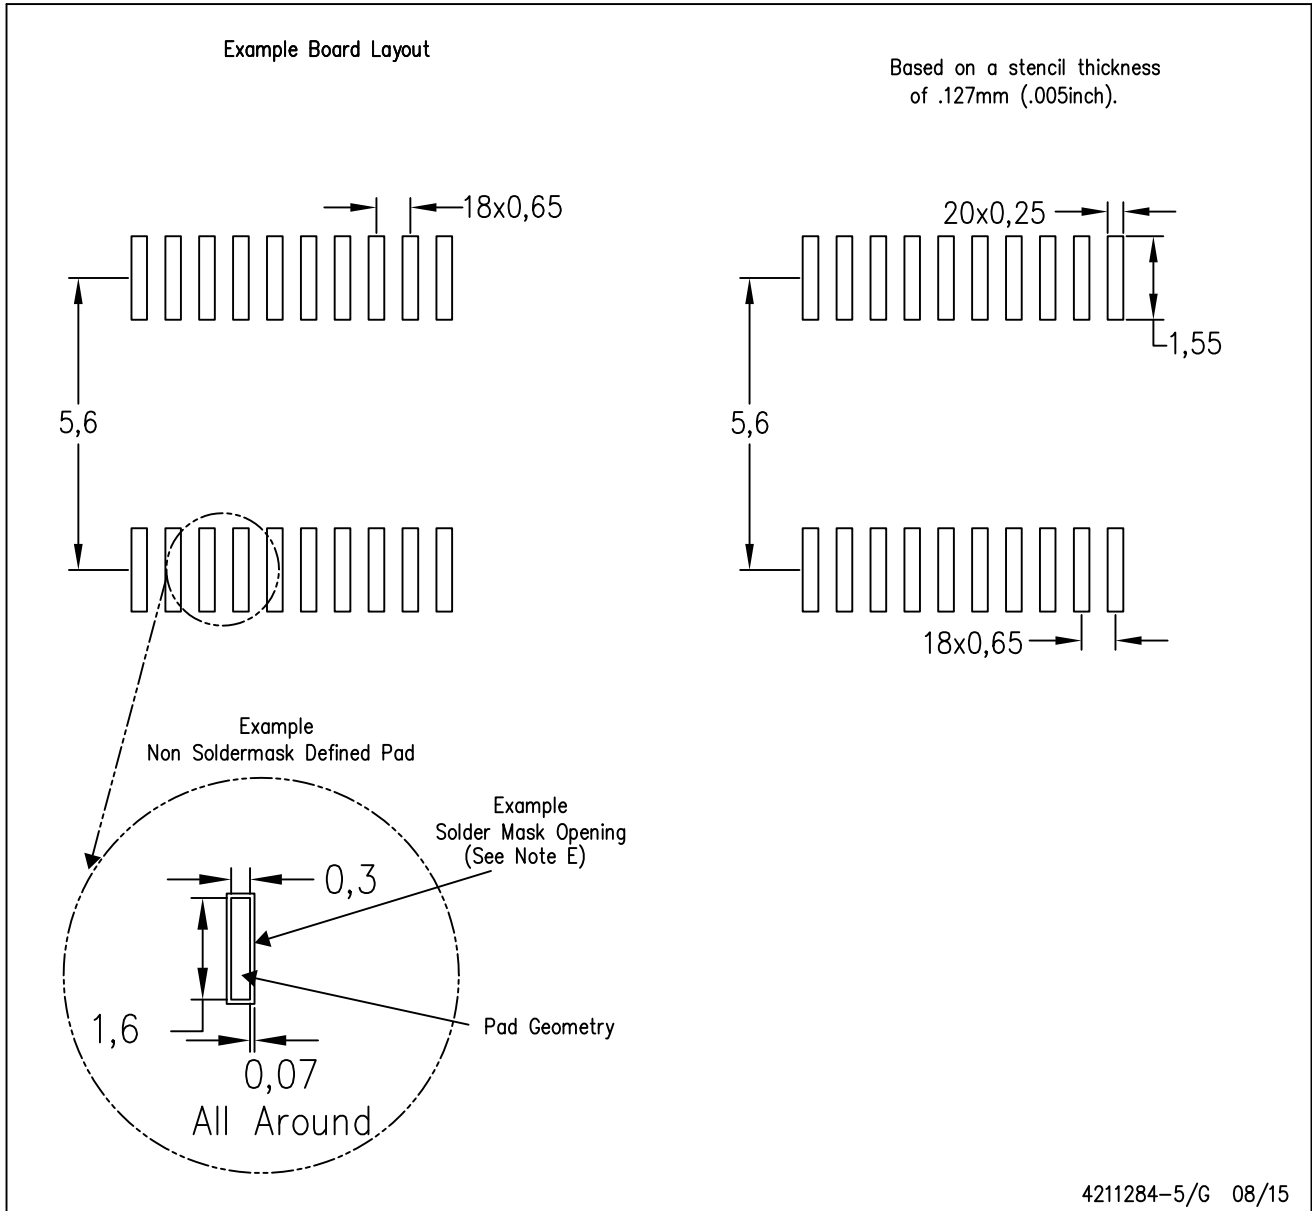 Example Board Layout
Based on a stencil thickness
of .127mm (.005inch).
18x0,65
20x0,25
1,55
5,6
5,6
18x0,65
Example
Non Soldermask Defined Pad
Example
Solder Mask Opening
(See Note E)
0,3
1,6
Pad Geometry
0,07
All Around
4211284-5/G 08/15